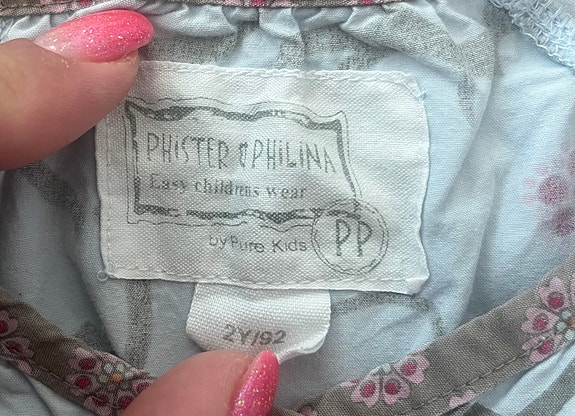 PHISTER & PHILINA
Easy childrens wear
by Pure Kids
PP
2Y/92